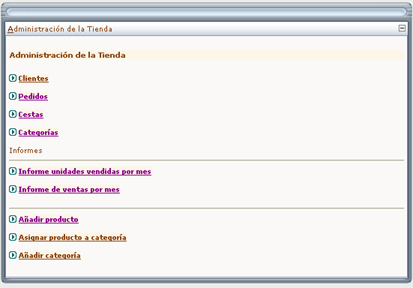 Administración de la Tienda
Administración de la Tienda
Clientes
Pedidos
Cestas
Categorías
Informes
Informe unidades vendidas por mes
Informe de ventas por mes
Añadir producto
Asignar producto a categoría
Añadir categoría